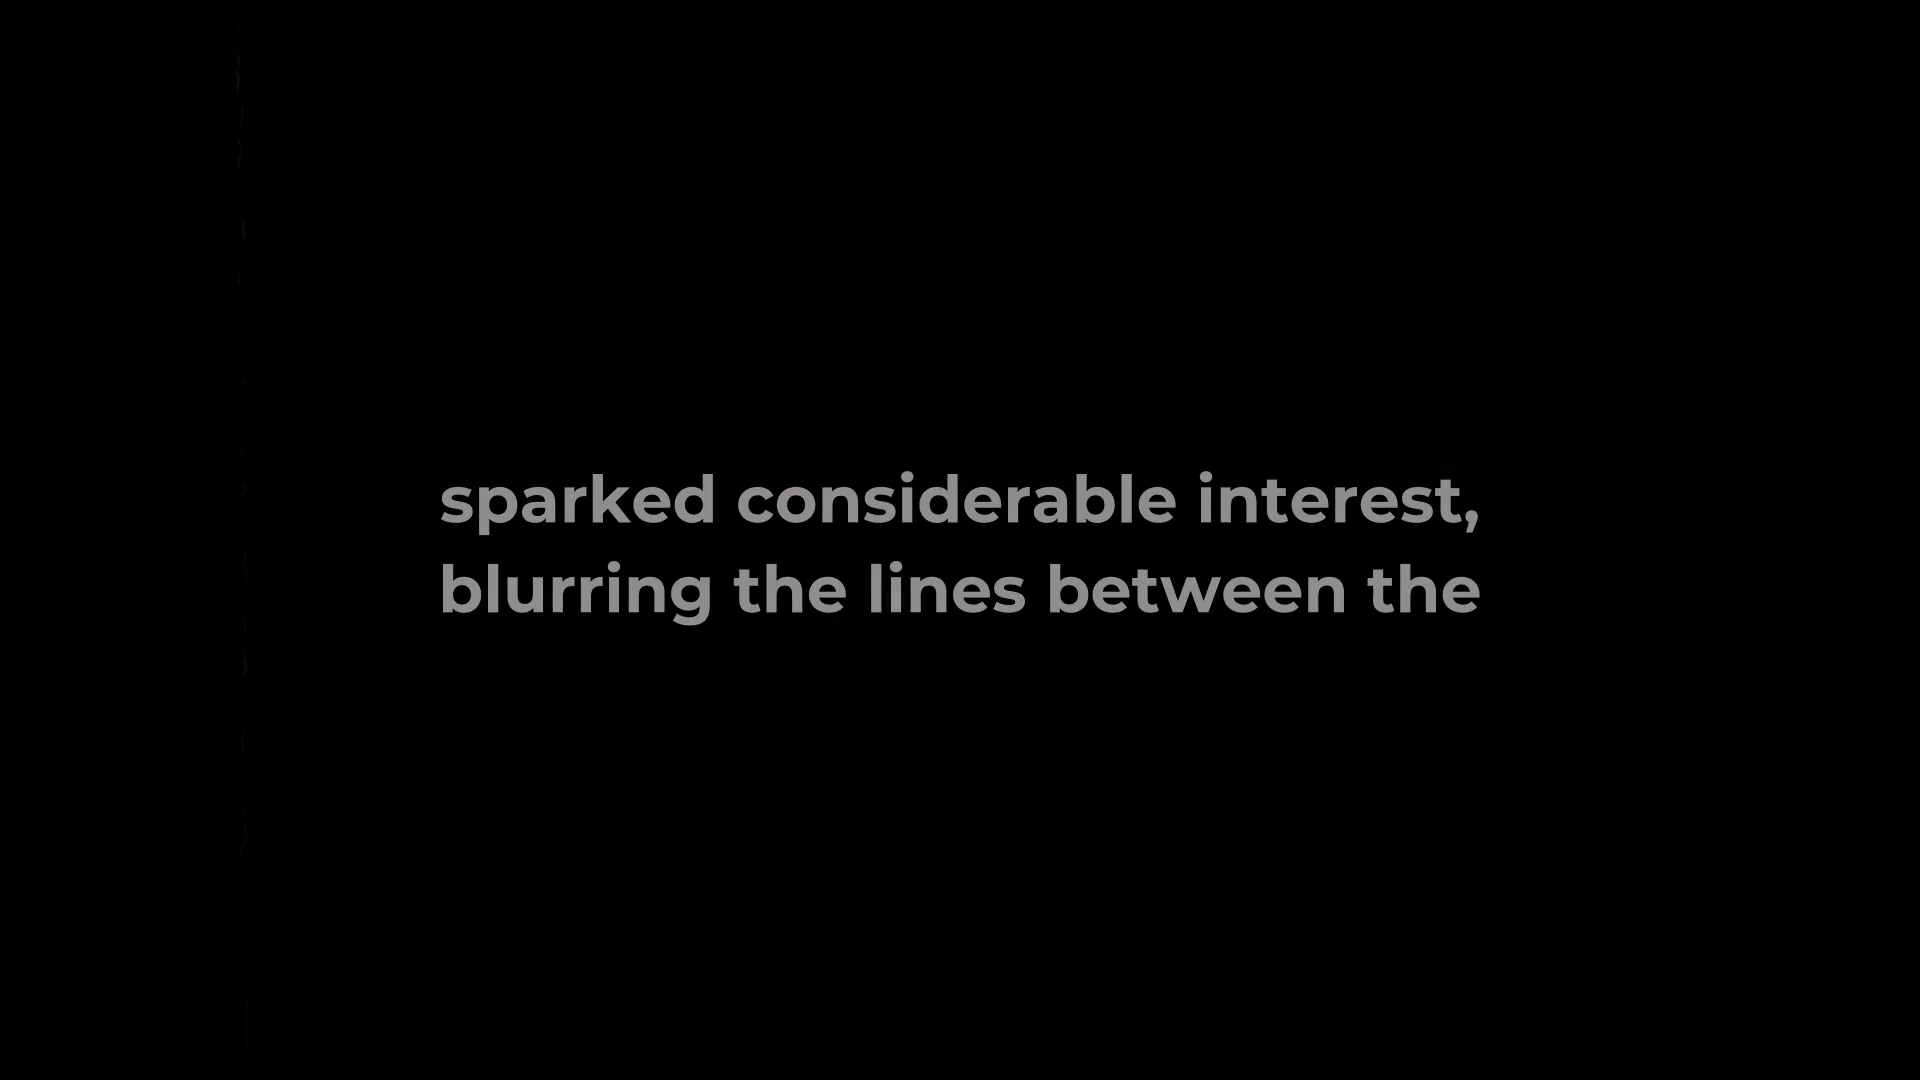 sparked considerable interest,
blurring the lines between the